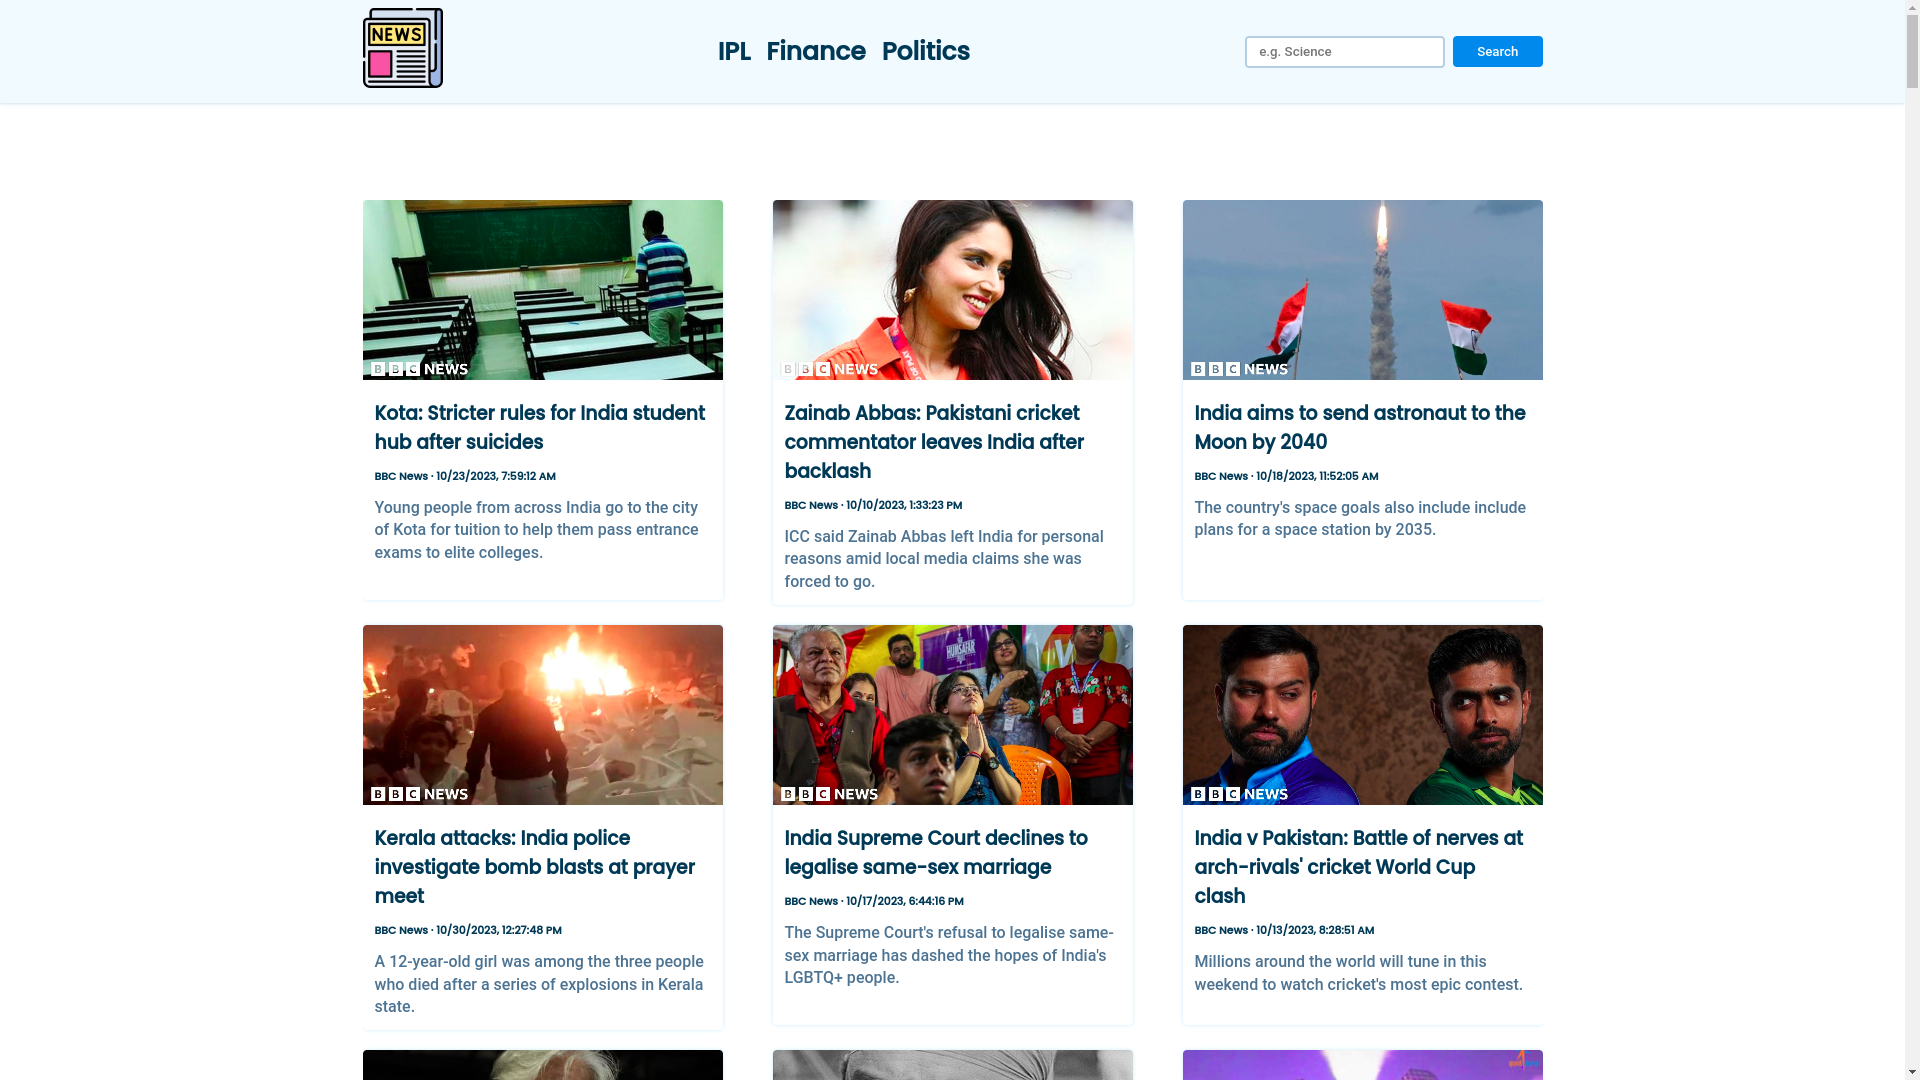 NEWS
IPL Finance Politics
e.g. Science
Search
BBC NEWS
Kota: Stricter rules for India student
hub after suicides
BBC News · 10/23/2023, 7:59:12 AM
Young people from across India go to the city
of Kota for tuition to help them pass entrance
exams to elite colleges.
BBC NEWS
Zainab Abbas: Pakistani cricket
commentator leaves India after
backlash
BBC News · 10/10/2023, 1:33:23 PM
ICC said Zainab Abbas left India for personal
reasons amid local media claims she was
forced to go.
BBC NEWS
India aims to send astronaut to the
Moon by 2040
BBC News · 10/18/2023, 11:52:05 AM
The country's space goals also include include
plans for a space station by 2035.
BBC NEWS
Kerala attacks: India police
investigate bomb blasts at prayer
meet
BBC News · 10/30/2023, 12:27:48 PM
A 12-year-old girl was among the three people
who died after a series of explosions in Kerala
state.
HUMSAFAR
BBC NEWS
India Supreme Court declines to
legalise same-sex marriage
BBC News · 10/17/2023, 6:44:16 PM
The Supreme Court's refusal to legalise same-
sex marriage has dashed the hopes of India's
LGBTQ+ people.
BBC NEWS
India v Pakistan: Battle of nerves at
arch-rivals' cricket World Cup
clash
BBC News · 10/13/2023, 8:28:51 AM
Millions around the world will tune in this
weekend to watch cricket's most epic contest.